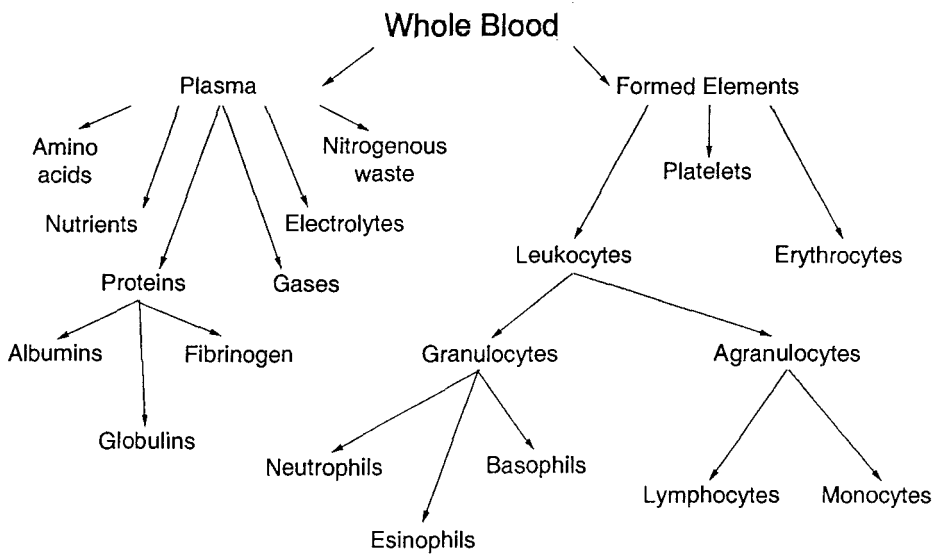 Whole Blood
Plasma
Formed Elements
Amino
acids
Nitrogenous
waste
Platelets
Nutrients
Electrolytes
Leukocytes
Erythrocytes
Proteins
Gases
Albumins
Fibrinogen
Granulocytes
Agranulocytes
Globulins
Neutrophils
Basophils
Lymphocytes
Monocytes
Esinophils